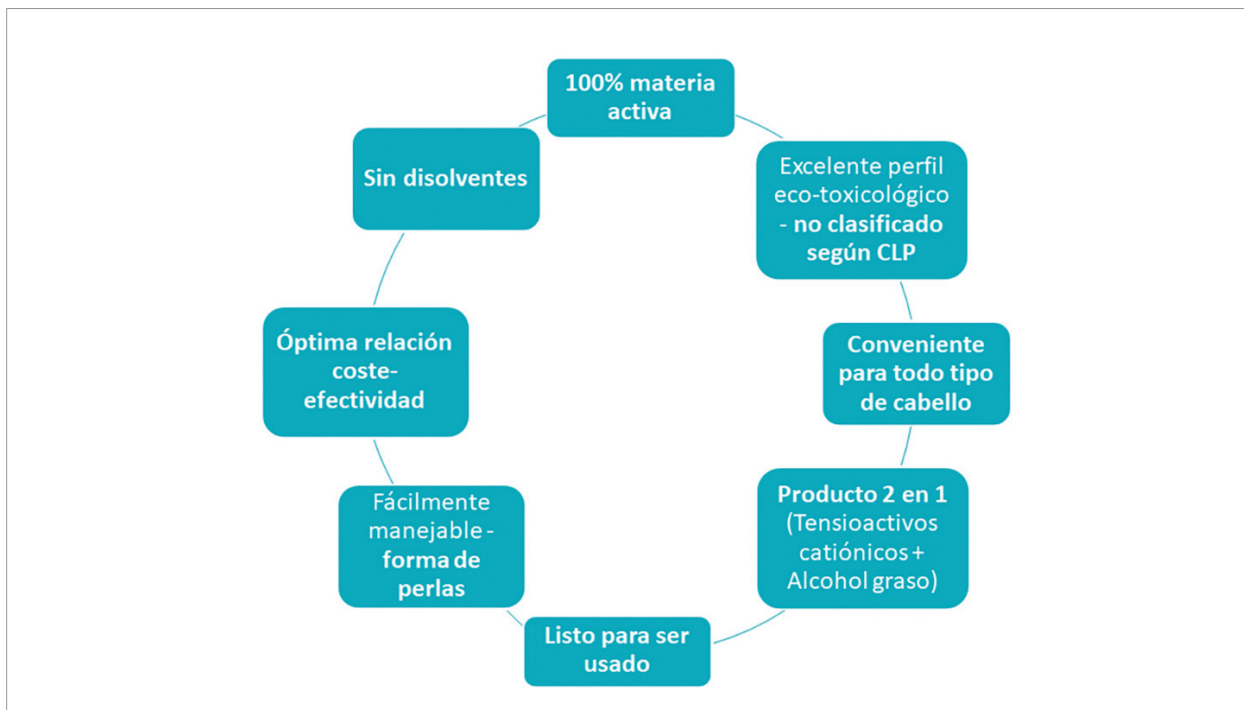 100% materia
activa
Excelente perfil
eco-toxicológico
- no clasificado
según CLP
Conveniente
para todo tipo
de cabello
Producto 2 en 1
(Tensioactivos
catiónicos +
Alcohol graso)
Listo para ser
usado
Fácilmente
manejable -
forma de
perlas
Óptima relación
coste-
efectividad
Sin disolventes